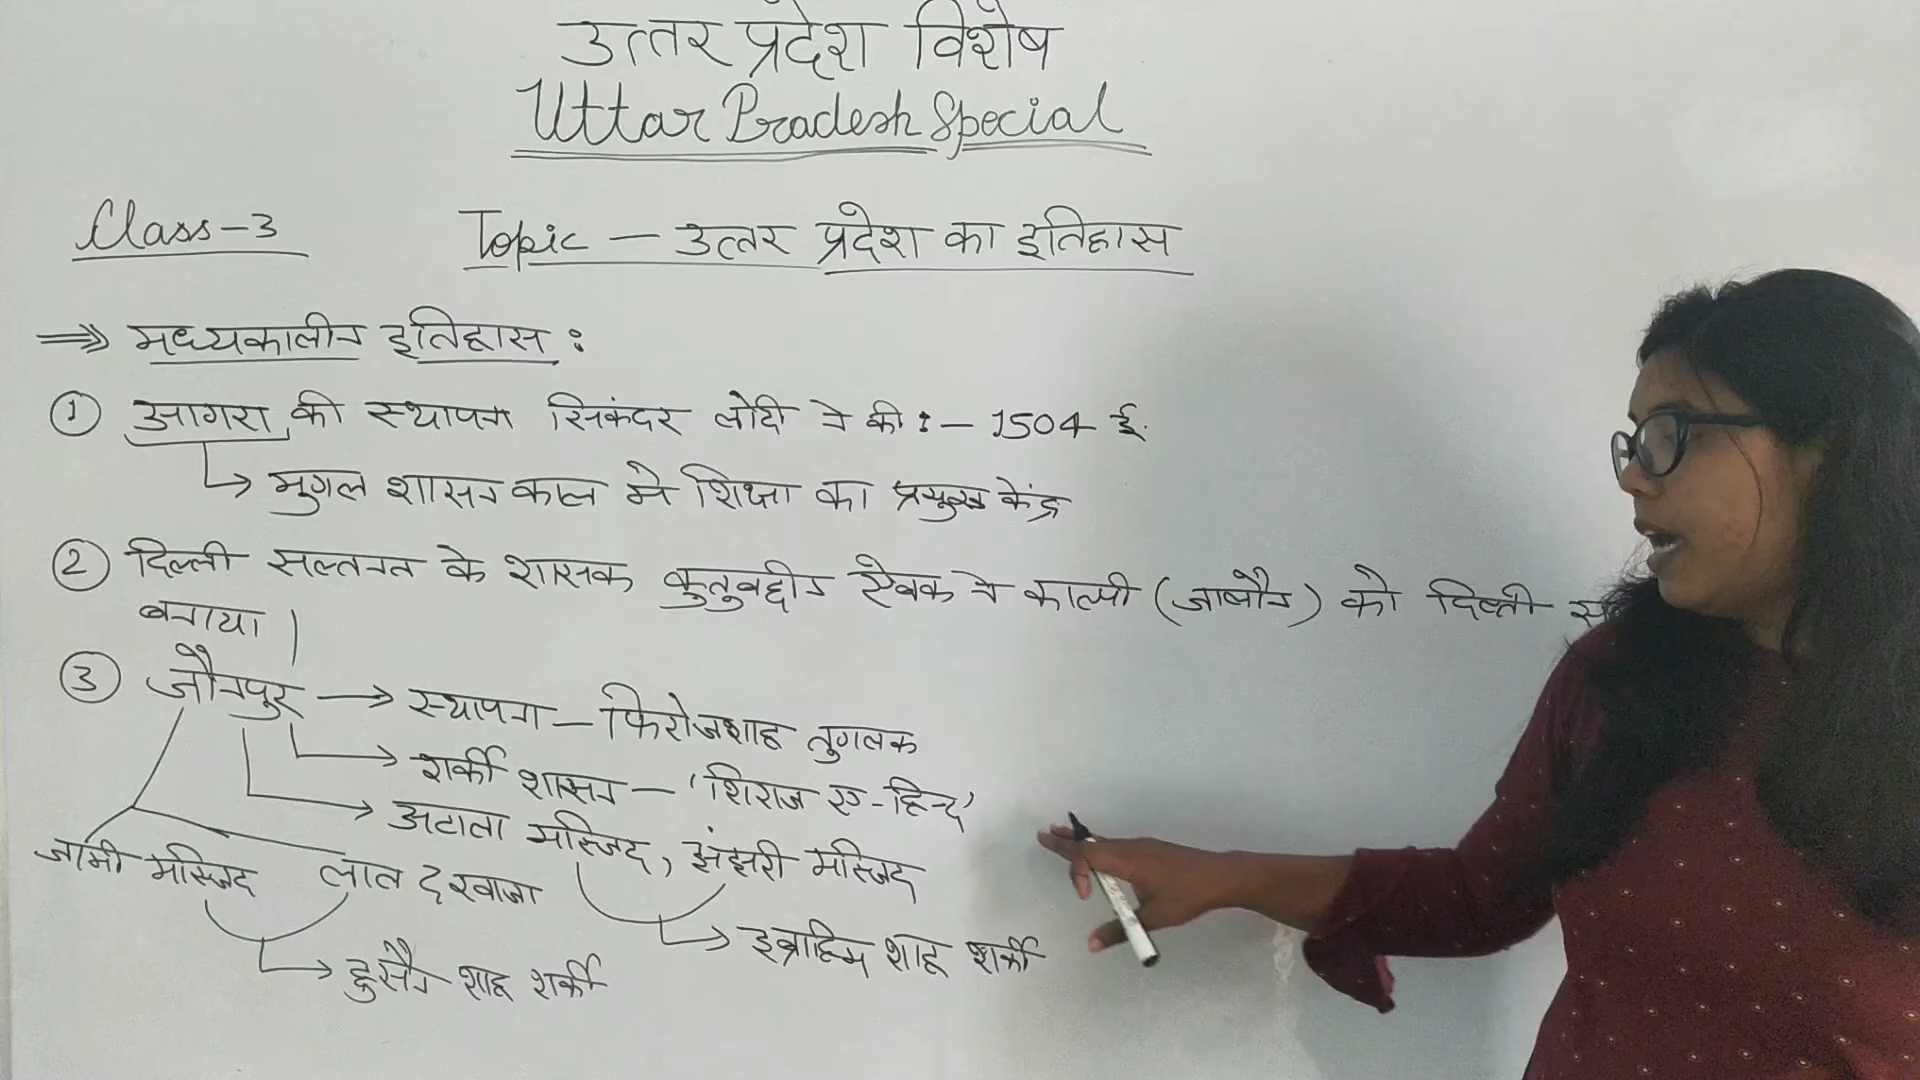 उत्तर प्रदेश विशेष
Uttar Pradesh Special
Class-3 Topic - उत्तर प्रदेश का इतिहास
⇒ मध्यकालीन इतिहास :
① आगरा की स्थापना सिकंदर लोदी ने की :- 1504 ई.
↳ मुगल शासन काल मे शिक्षा का प्रमुख केंद्र
② दिल्ली सल्तनत के शासक कुतुबद्दीन ऐबक ने काल्पी (जालौन) को दिल्ली
बनाया |
③ जौनपुर → स्थापना - फिरोजशाह तुगलक
↳ शर्की शासन - 'शिराज ए-हिन्द'
→ अटाला मस्जिद, झंझरी मस्जिद
जामी मस्जिद लाल दरवाजा
↳ इब्राहिम शाह शर्की
↳ हुसैन शाह शर्की